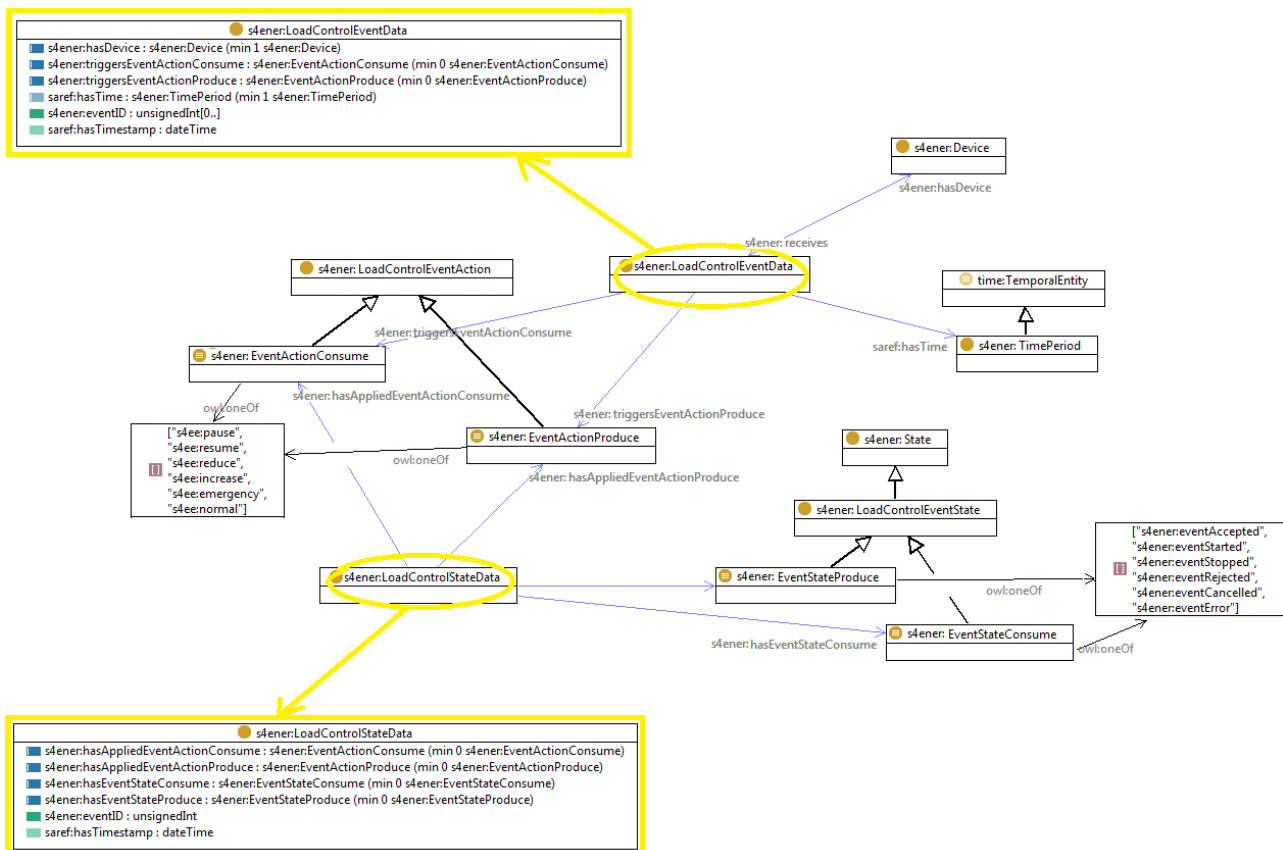 s4ener:LoadControlEventData
s4ener:hasDevice : s4ener:Device (min 1 s4ener:Device)
s4ener:triggersEventActionConsume : s4ener:EventActionConsume (min 0 s4ener:EventActionConsume)
s4ener:triggersEventActionProduce : s4ener:EventActionProduce (min 0 s4ener:EventActionProduce)
saref:hasTime : s4ener:TimePeriod (min 1 s4ener:TimePeriod)
s4ener:eventID : unsignedInt[0..]
saref:hasTimestamp : dateTime
s4ener:Device
s4ener:hasDevice
s4ener: receives
s4ener: LoadControlEventAction
s4ener:LoadControlEventData
time:TemporalEntity
s4ener:triggersEventActionConsume
saref:hasTime
s4ener: TimePeriod
s4ener: EventActionConsume
s4ener: hasAppliedEventActionConsume
owl:oneOf
s4ener: triggersEventActionProduce
["s4ee:pause",
"s4ee:resume",
"s4ee:reduce",
"s4ee:increase",
"s4ee:emergency",
"s4ee:normal"]
s4ener: EventActionProduce
owl:oneOf
s4ener: hasAppliedEventActionProduce
s4ener: State
s4ener: LoadControlEventState
["s4ener:eventAccepted",
"s4ener:eventStarted",
"s4ener:eventStopped",
"s4ener:eventRejected",
"s4ener:eventCancelled",
"s4ener:eventError"]
s4ener:LoadControlStateData
s4ener: EventStateProduce
owl:oneOf
s4ener: EventStateConsume
s4ener:hasEventStateConsume
owl:oneOf
s4ener:LoadControlStateData
s4ener:hasAppliedEventActionConsume : s4ener:EventActionConsume (min 0 s4ener:EventActionConsume)
s4ener:hasAppliedEventActionProduce : s4ener:EventActionProduce (min 0 s4ener:EventActionProduce)
s4ener:hasEventStateConsume : s4ener:EventStateConsume (min 0 s4ener:EventStateConsume)
s4ener:hasEventStateProduce : s4ener:EventStateProduce (min 0 s4ener:EventStateProduce)
s4ener:eventID : unsignedInt
saref:hasTimestamp : dateTime